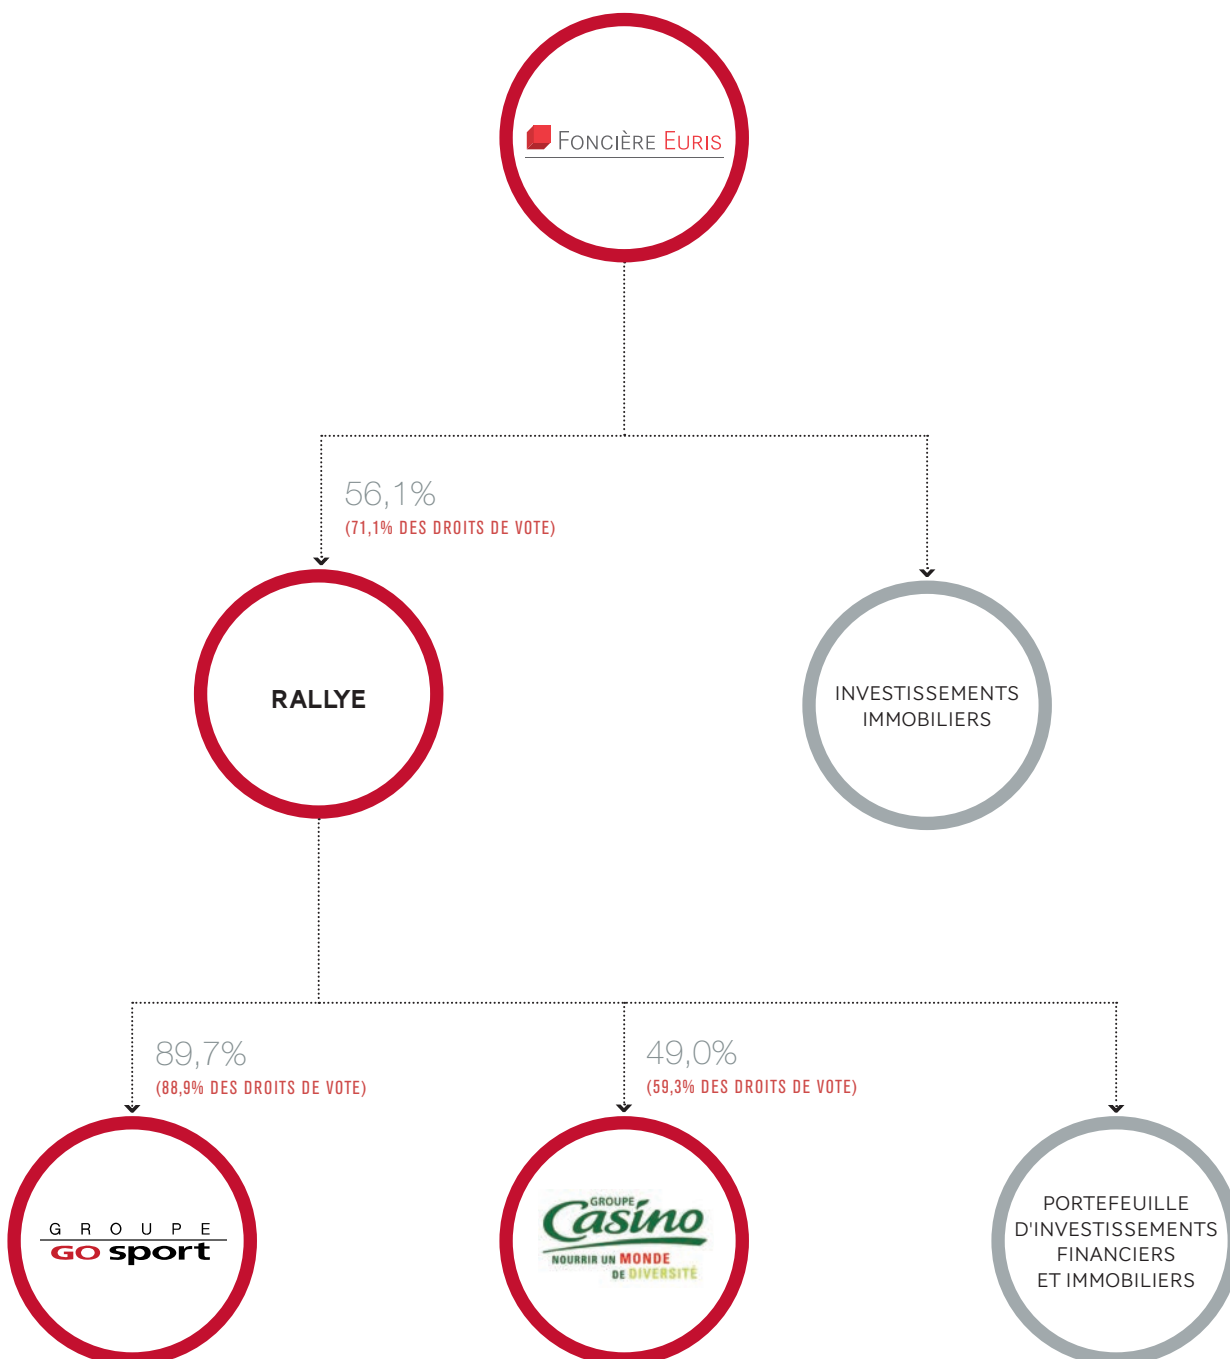 FONCIÈRE EURIS
56,1%
(71,1% DES DROITS DE VOTE)
RALLYE
INVESTISSEMENTS
IMMOBILIERS
89,7%
(88,9% DES DROITS DE VOTE)
49,0%
(59,3% DES DROITS DE VOTE)
GROUPE
GO sport
GROUPE
Casino
NOURRIR UN MONDE
DE DIVERSITÉ
PORTEFEUILLE
D'INVESTISSEMENTS
FINANCIERS
ET IMMOBILIERS